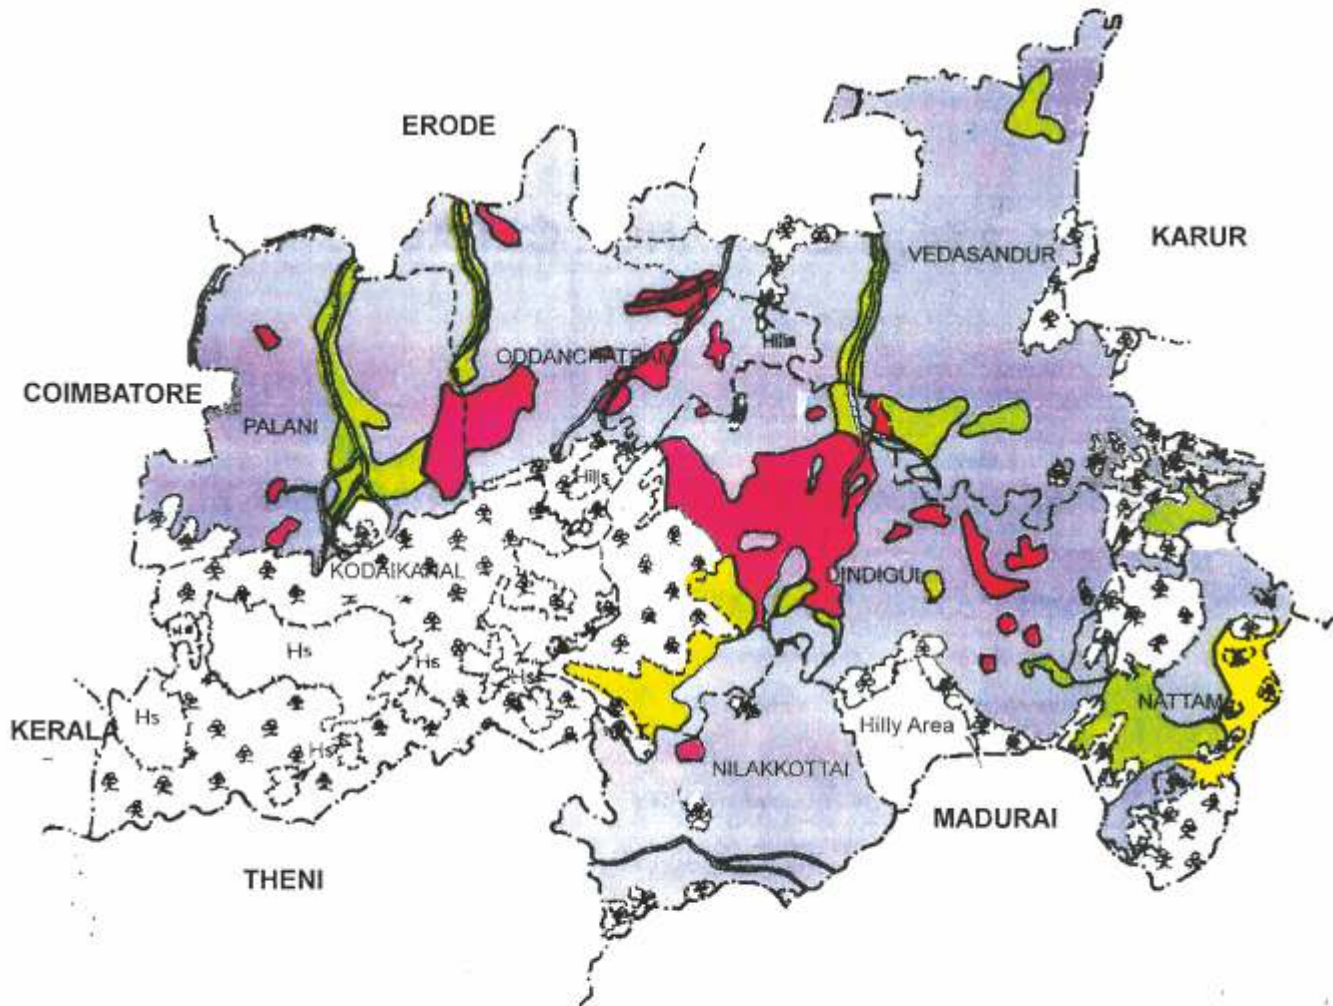 ERODE
VEDASANDUR
KARUR
Hills
ODDANCHATRAM
COIMBATORE
PALANI
Hills
KODAIKANAL
DINDIGUL
Hs
Hs
Hs
NATTAM
Hs
KERALA
Hilly Area
Hs
NILAKKOTTAI
MADURAI
THENI